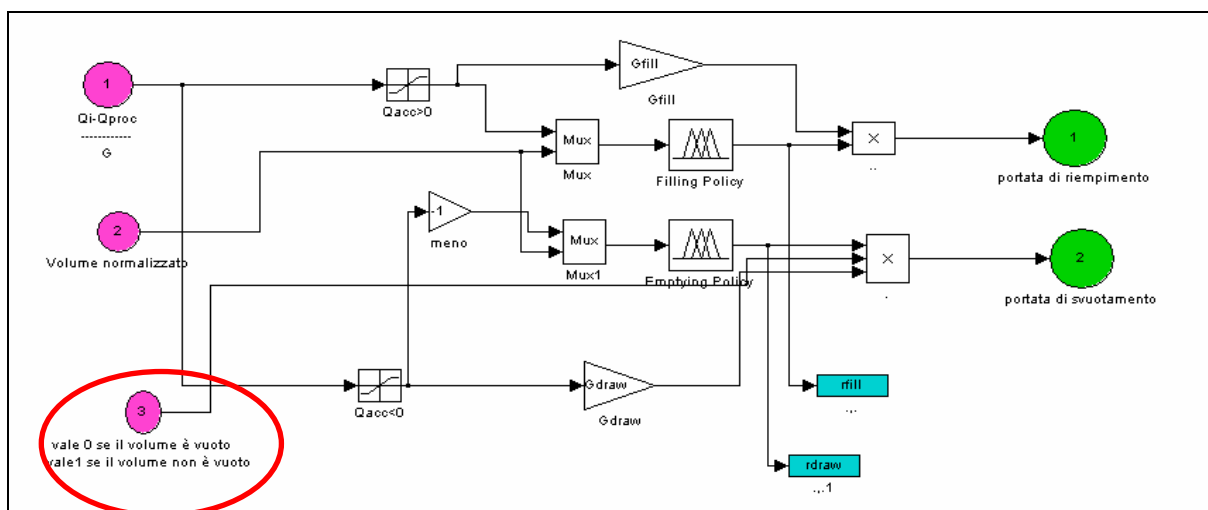 1
Qi-Qproc
------------
G
Qacc>0
Gfill
Gfill
Mux
Mux
Filling Policy
×
..
1
portata di riempimento
2
Volume normalizzato
-1
meno
Mux
Mux1
Emptying Policy
×
.
2
portata di svuotamento
3
vale 0 se il volume è vuoto
vale1 se il volume non è vuoto
Qacc<0
Gdraw
Gdraw
rfill
.,.
rdraw
.,.1